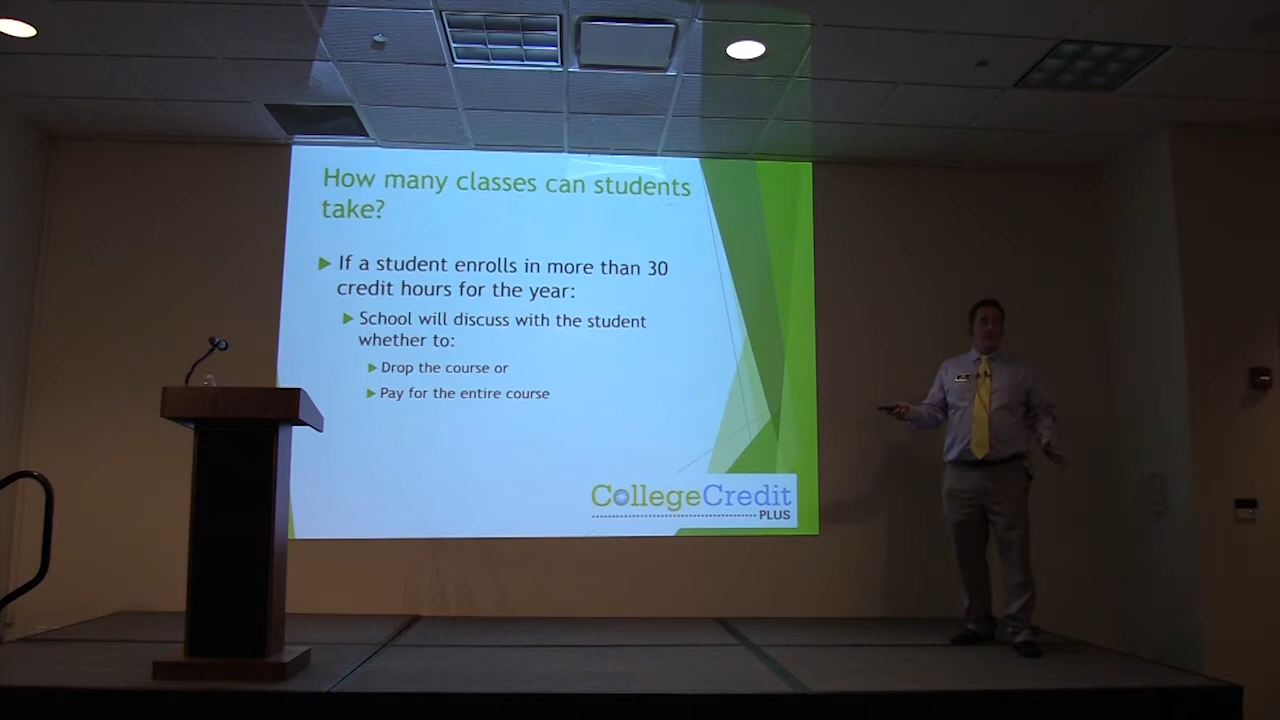 How many classes can students
take?
If a student enrolls in more than 30
credit hours for the year:
School will discuss with the student
whether to:
Drop the course or
Pay for the entire course
CollegeCredit
PLUS